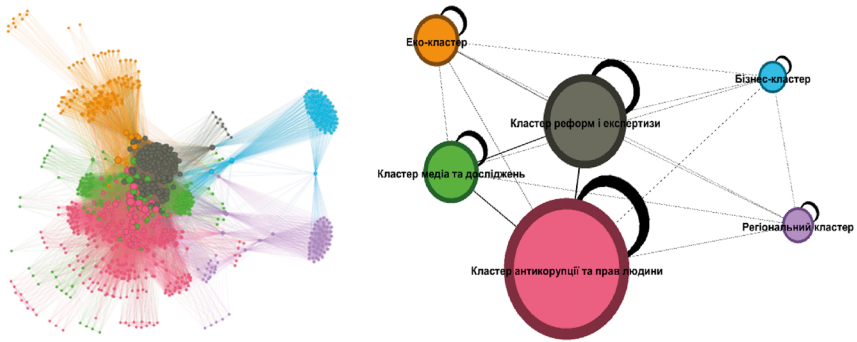 Еко-кластер
Бізнес-кластер
Кластер реформ і експертизи
Кластер медіа та досліджень
Регіональний кластер
Кластер антикорупції та прав людини